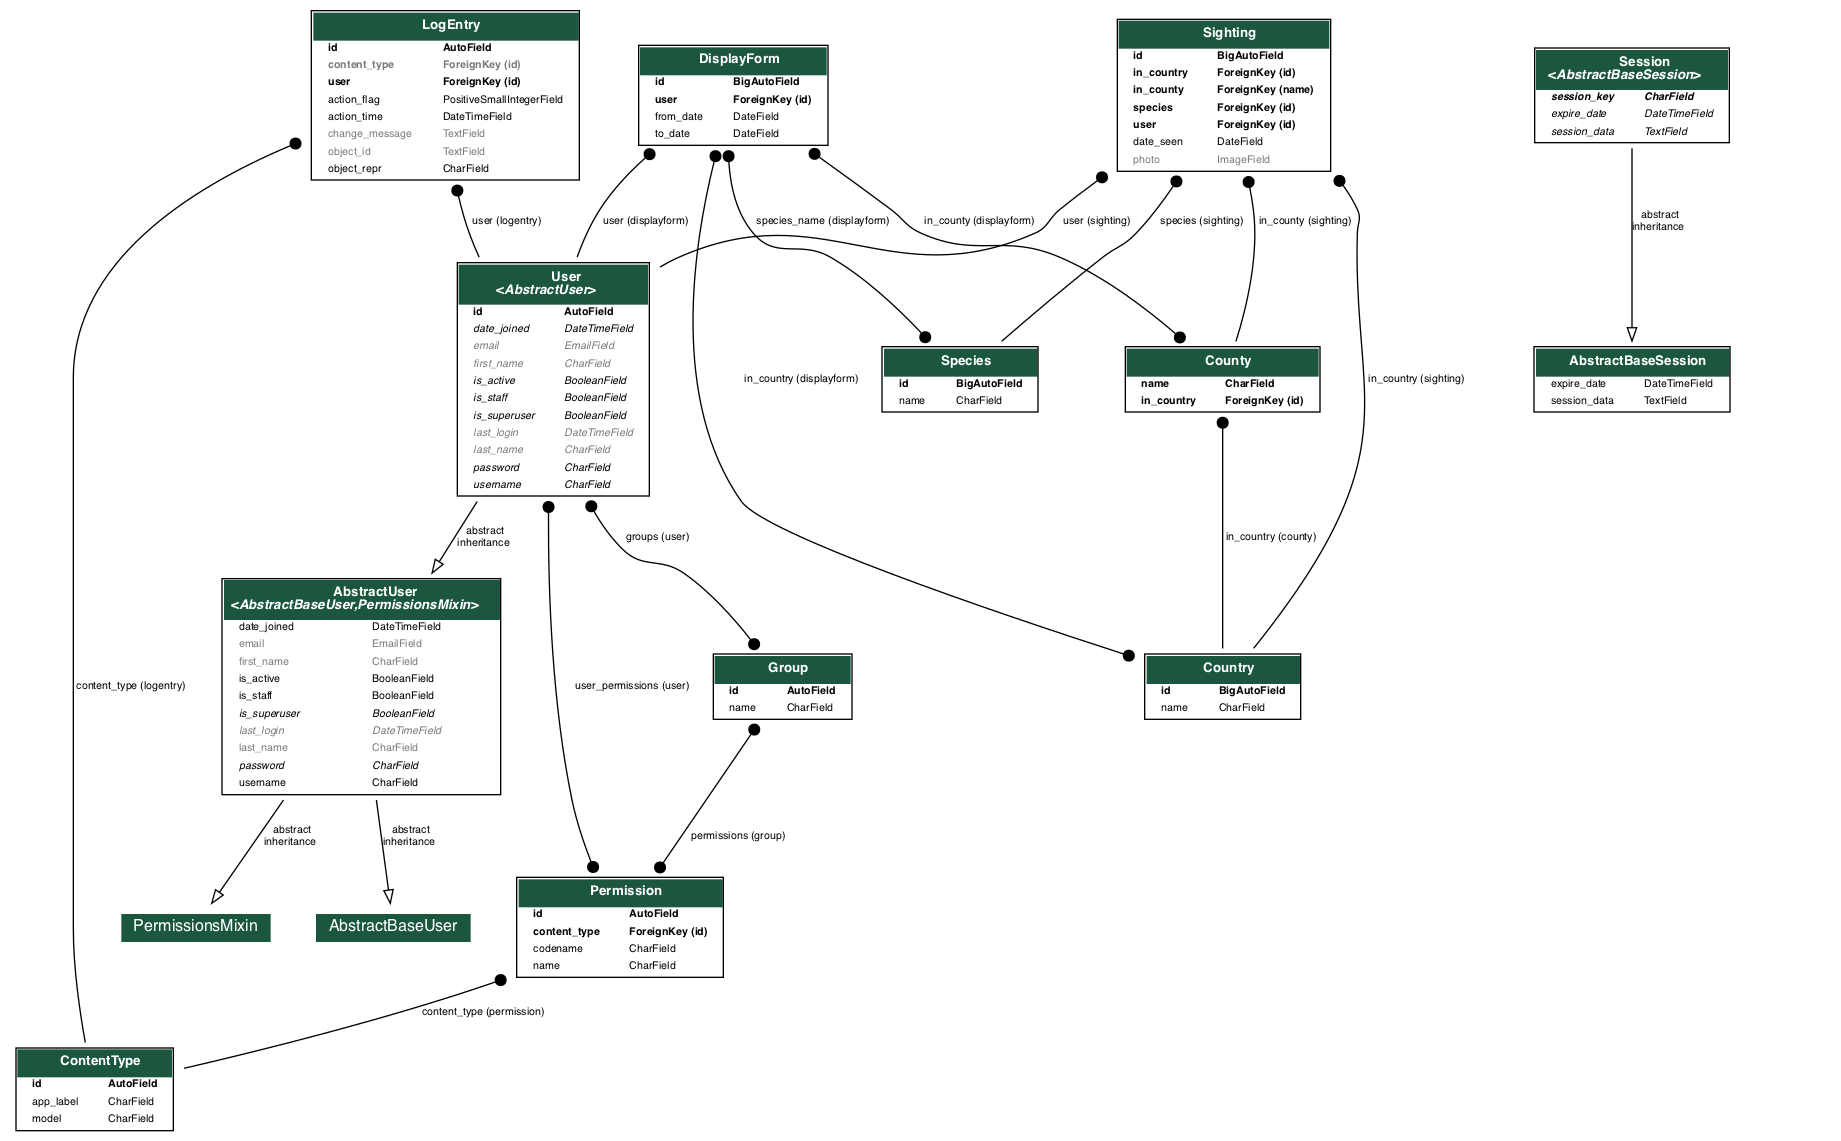 LogEntry
id AutoField
content_type ForeignKey (id)
user ForeignKey (id)
action_flag PositiveSmallIntegerField
action_time DateTimeField
change_message TextField
object_id TextField
object_repr CharField
DisplayForm
id BigAutoField
user ForeignKey (id)
from_date DateField
to_date DateField
Sighting
id BigAutoField
in_country ForeignKey (id)
in_county ForeignKey (name)
species ForeignKey (id)
user ForeignKey (id)
date_seen DateField
photo ImageField
Session
<AbstractBaseSession>
session_key CharField
expire_date DateTimeField
session_data TextField
user (logentry)
user (displayform)
species_name (displayform)
in_county (displayform)
user (sighting)
species (sighting)
in_county (sighting)
abstract
inheritance
User
<AbstractUser>
id AutoField
date_joined DateTimeField
email EmailField
first_name CharField
is_active BooleanField
is_staff BooleanField
is_superuser BooleanField
last_login DateTimeField
last_name CharField
password CharField
username CharField
in_country (displayform)
Species
id BigAutoField
name CharField
County
name CharField
in_country ForeignKey (id)
in_country (sighting)
AbstractBaseSession
expire_date DateTimeField
session_data TextField
abstract
inheritance
groups (user)
in_country (county)
AbstractUser
<AbstractBaseUser,PermissionsMixin>
date_joined DateTimeField
email EmailField
first_name CharField
is_active BooleanField
is_staff BooleanField
is_superuser BooleanField
last_login DateTimeField
last_name CharField
password CharField
username CharField
content_type (logentry)
user_permissions (user)
Group
id AutoField
name CharField
Country
id BigAutoField
name CharField
abstract
inheritance
abstract
inheritance
permissions (group)
PermissionsMixin
AbstractBaseUser
Permission
id AutoField
content_type ForeignKey (id)
codename CharField
name CharField
content_type (permission)
ContentType
id AutoField
app_label CharField
model CharField